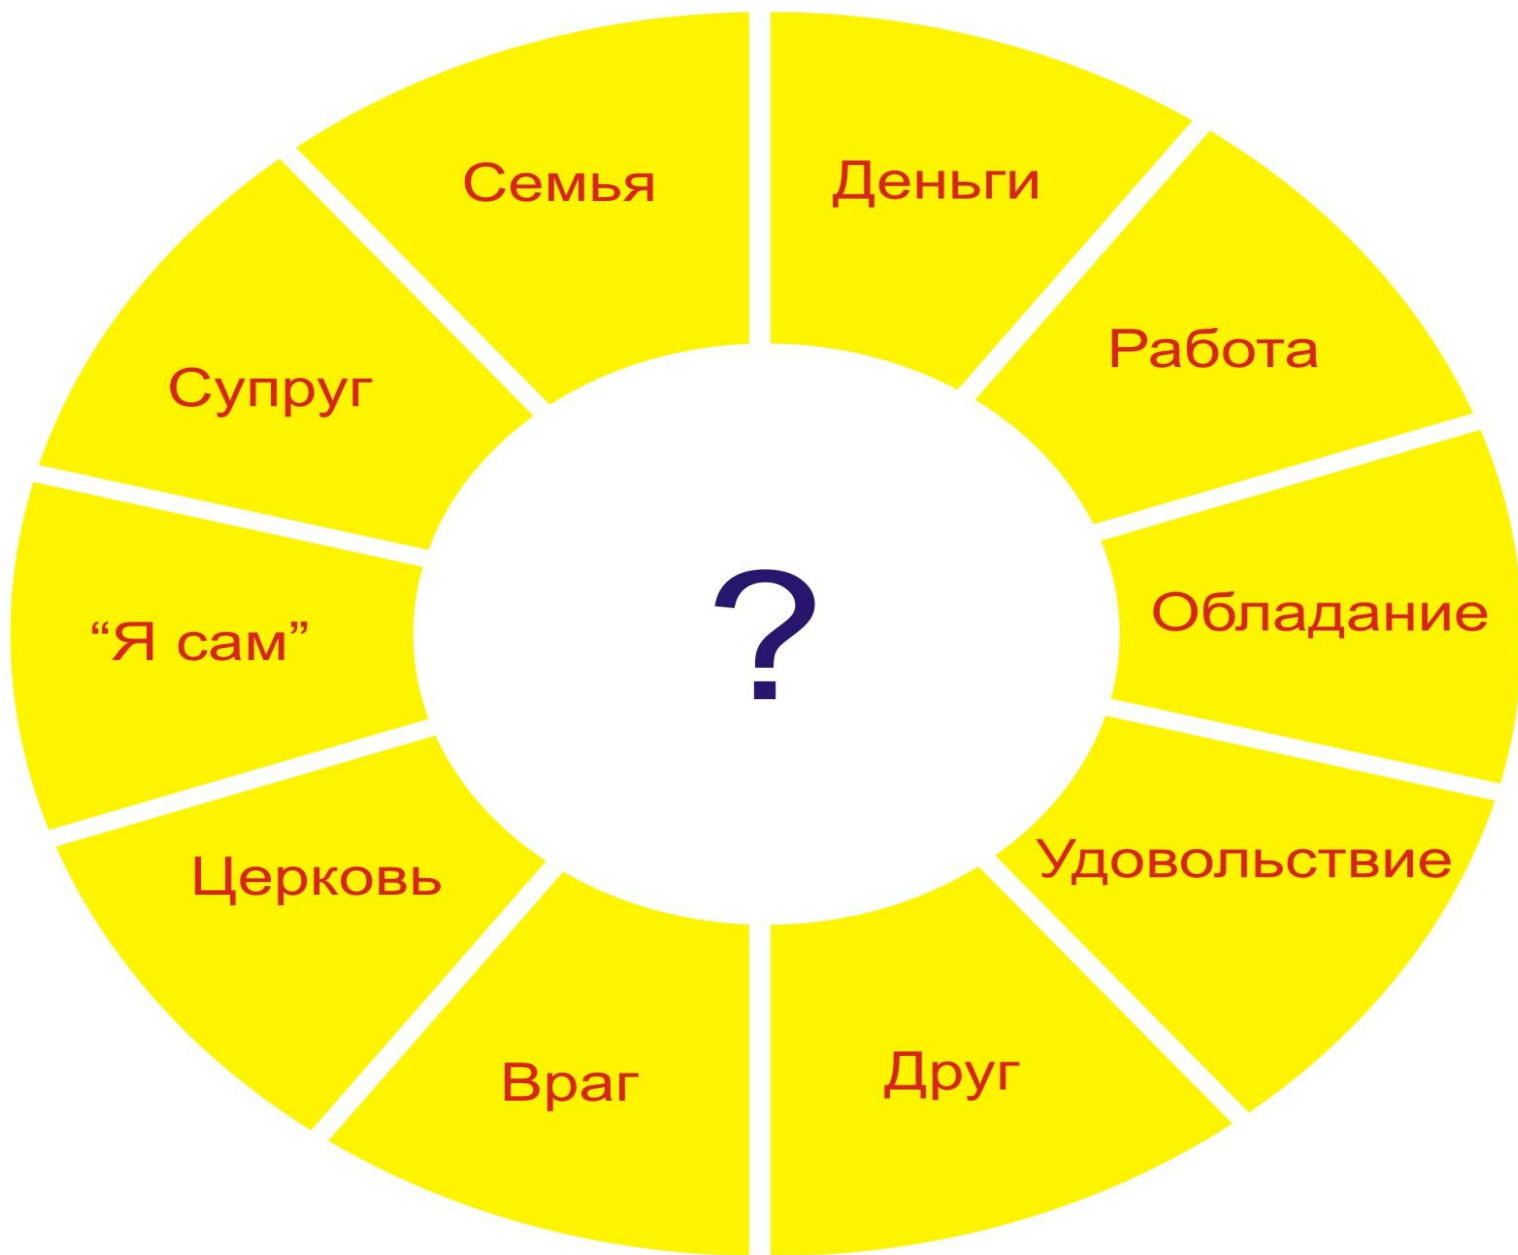 Семья
Деньги
Работа
Супруг
Обладание
?
“Я сам”
Удовольствие
Церковь
Друг
Враг